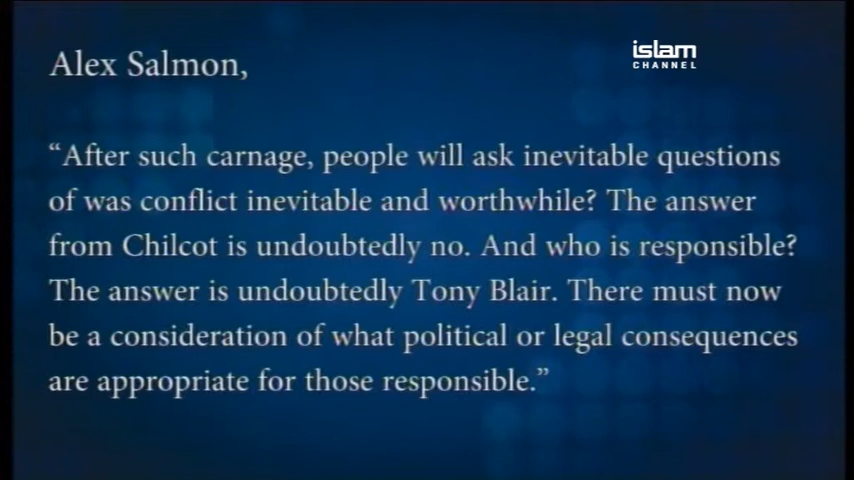 islam
CHANNEL
Alex Salmon,
“After such carnage, people will ask inevitable questions
of was conflict inevitable and worthwhile? The answer
from Chilcot is undoubtedly no. And who is responsible?
The answer is undoubtedly Tony Blair. There must now
be a consideration of what political or legal consequences
are appropriate for those responsible.”